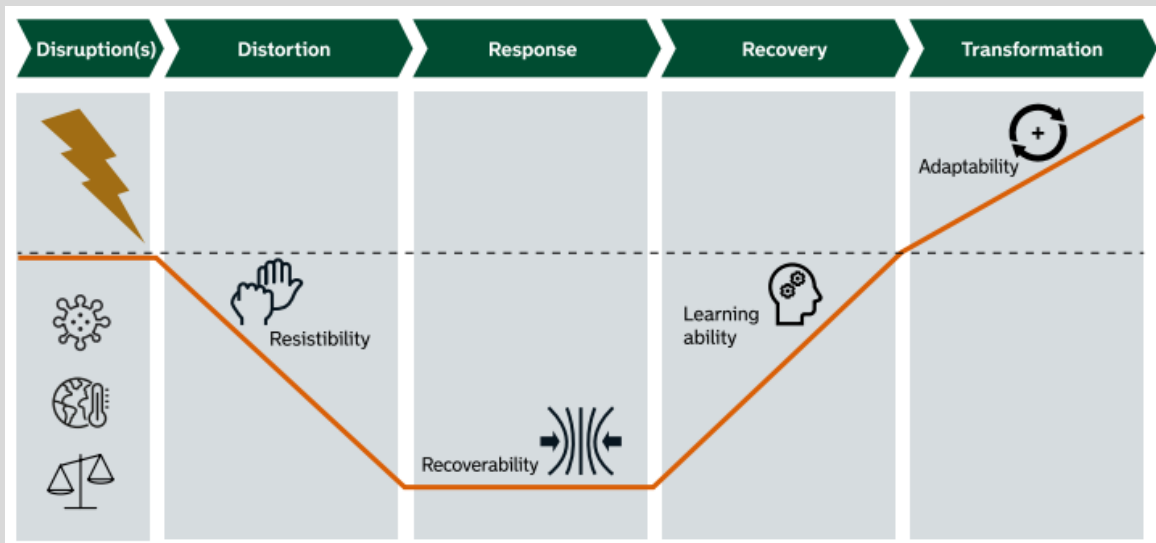 Disruption(s)
Distortion
Response
Recovery
Transformation
Adaptability
Resistibility
Learning
ability
Recoverability